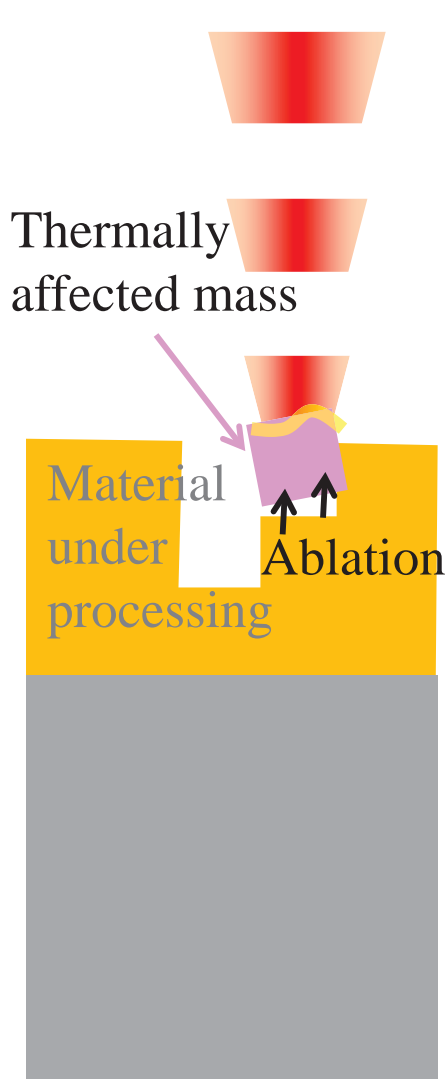 Thermally
affected mass
Material
under
Ablation
processing